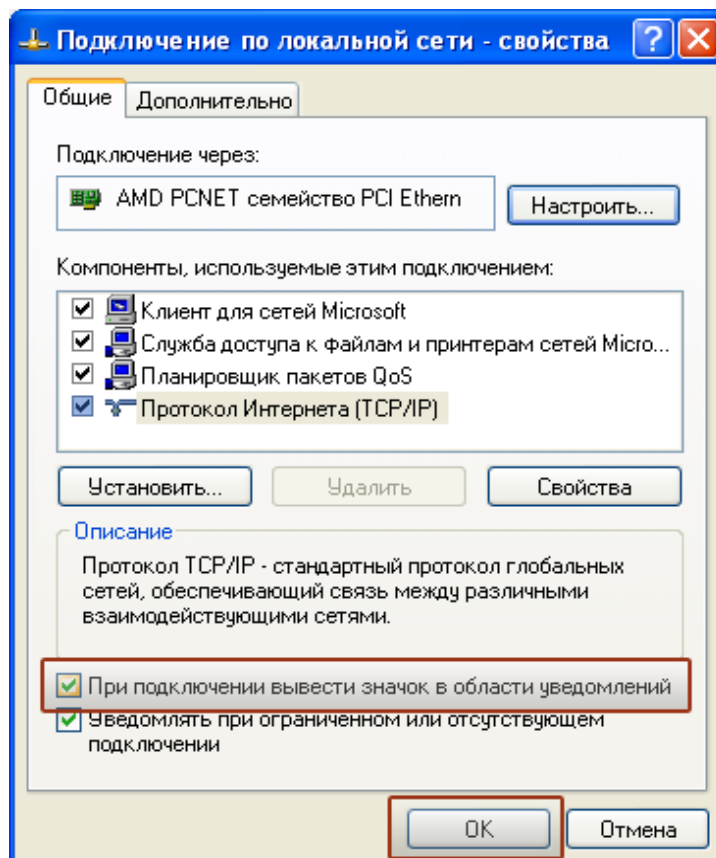 Подключение по локальной сети - свойства
Общие
Дополнительно
Подключение через:
AMD PCNET семейство PCI Ethern
Настроить...
Компоненты, используемые этим подключением:
Клиент для сетей Microsoft
Служба доступа к файлам и принтерам сетей Micro...
Планировщик пакетов QoS
Протокол Интернета (TCP/IP)
Установить...
Удалить
Свойства
Описание
Протокол TCP/IP - стандартный протокол глобальных
сетей, обеспечивающий связь между различными
взаимодействующими сетями.
При подключении вывести значок в области уведомлений
Уведомлять при ограниченном или отсутствующем
подключении
OK
Отмена